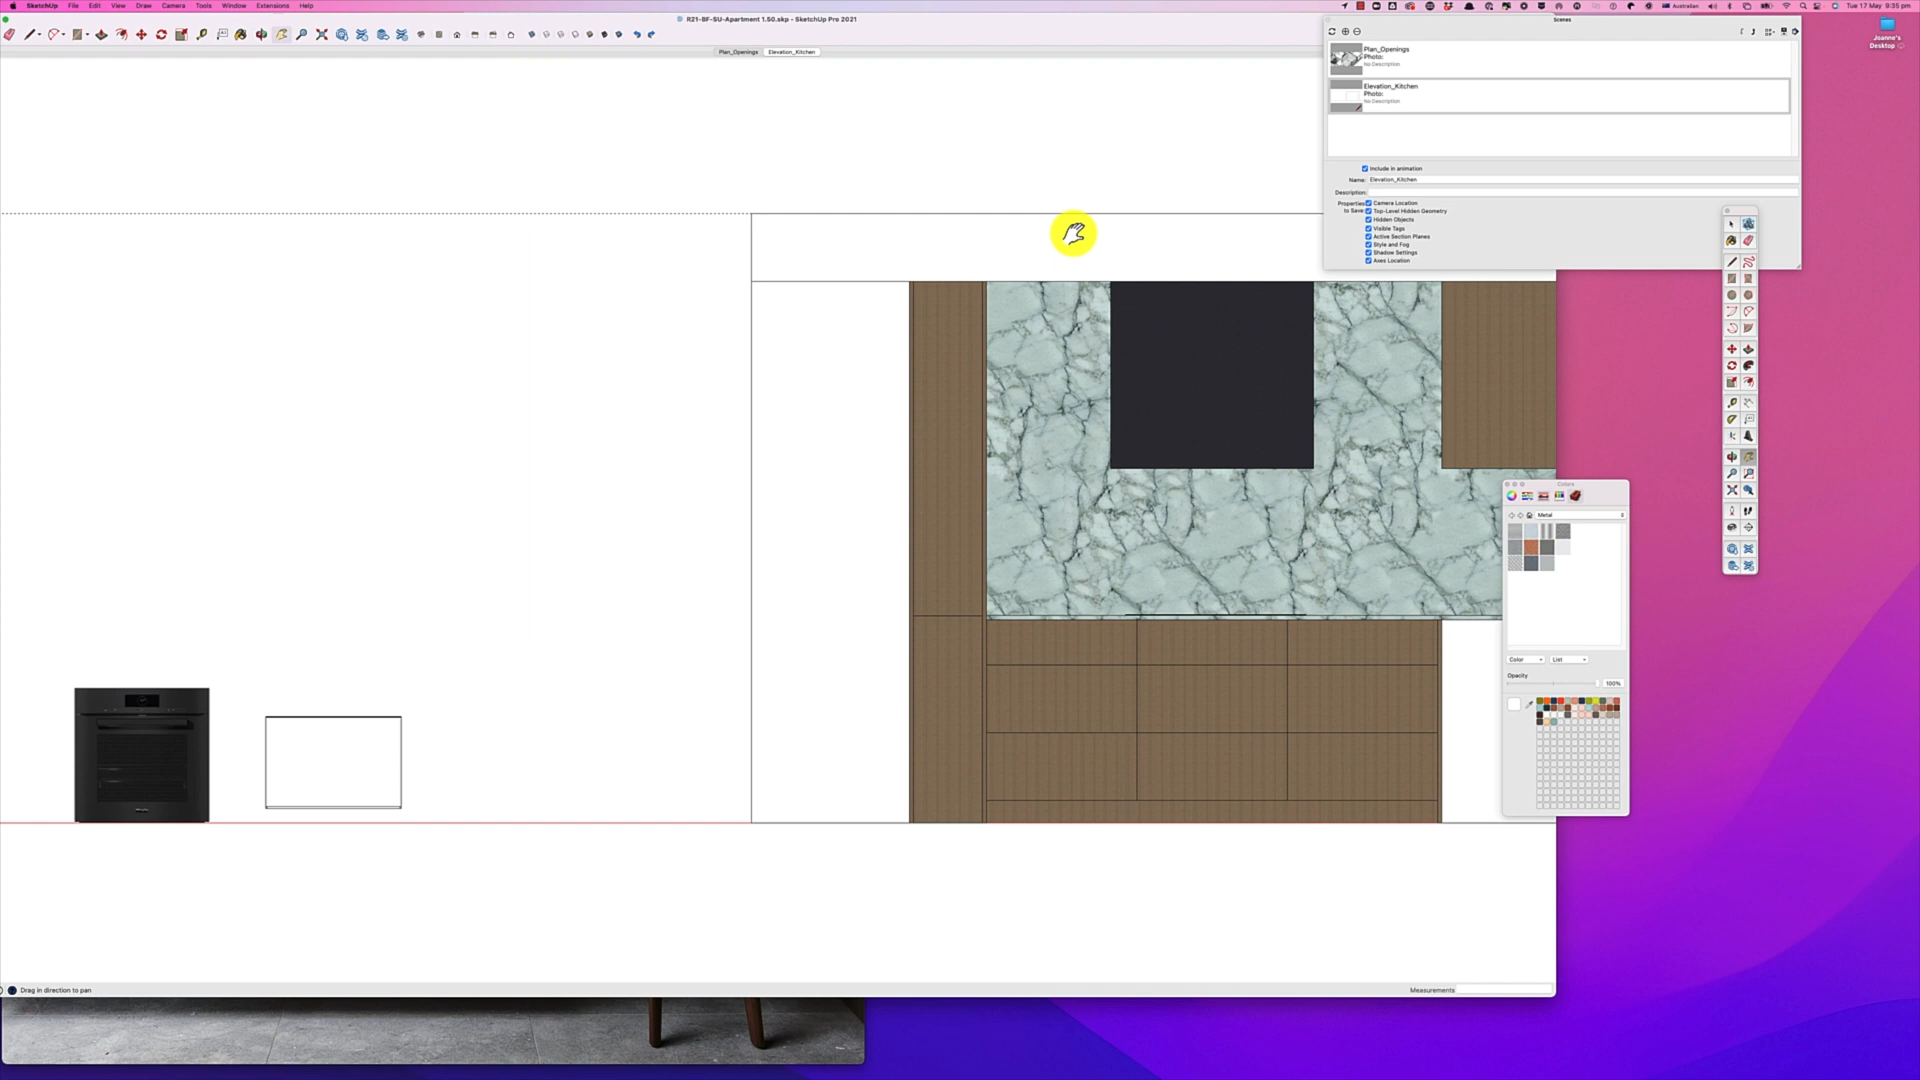 SketchUp File Edit View Draw Camera Tools Window Extensions Help
Australian
Tue 17 May 9:35 pm
R21-BF-SU-Apartment 1.50.skp - SketchUp Pro 2021
Plan_Openings Elevation_Kitchen
Scenes
Plan_Openings
Photo:
No Description
Elevation_Kitchen
Photo:
No Description
Include in animation
Name: Elevation_Kitchen
Description:
Properties to Save:
Camera Location
Top-Level Hidden Geometry
Hidden Objects
Visible Tags
Active Section Planes
Style and Fog
Shadow Settings
Axes Location
Joanne's
Desktop
Colors
Metal
Color List
Opacity
100%
Drag in direction to pan
Measurements